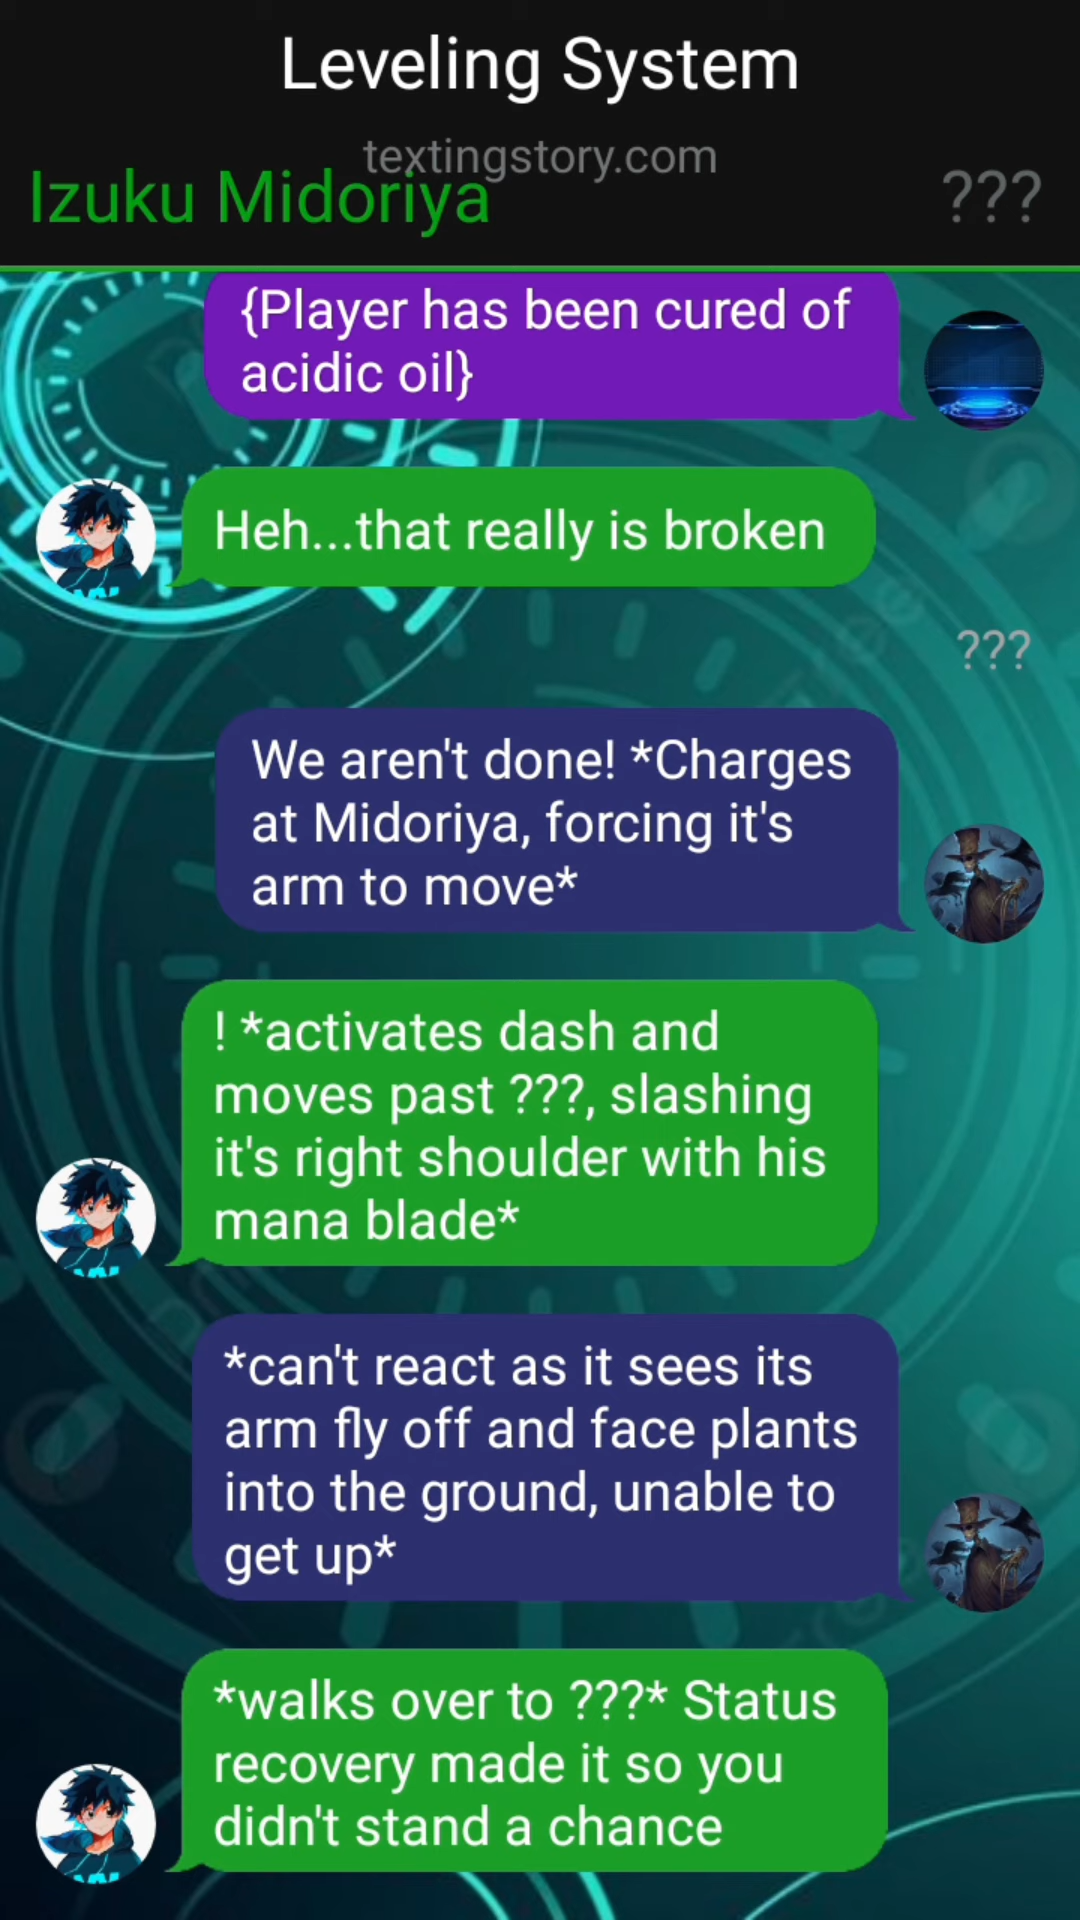 Leveling System
textingstory.com
Izuku Midoriya
???
{Player has been cured of
acidic oil}
Heh...that really is broken
???
We aren't done! *Charges
at Midoriya, forcing it's
arm to move*
! *activates dash and
moves past ???, slashing
it's right shoulder with his
mana blade*
*can't react as it sees its
arm fly off and face plants
into the ground, unable to
get up*
*walks over to ???* Status
recovery made it so you
didn't stand a chance